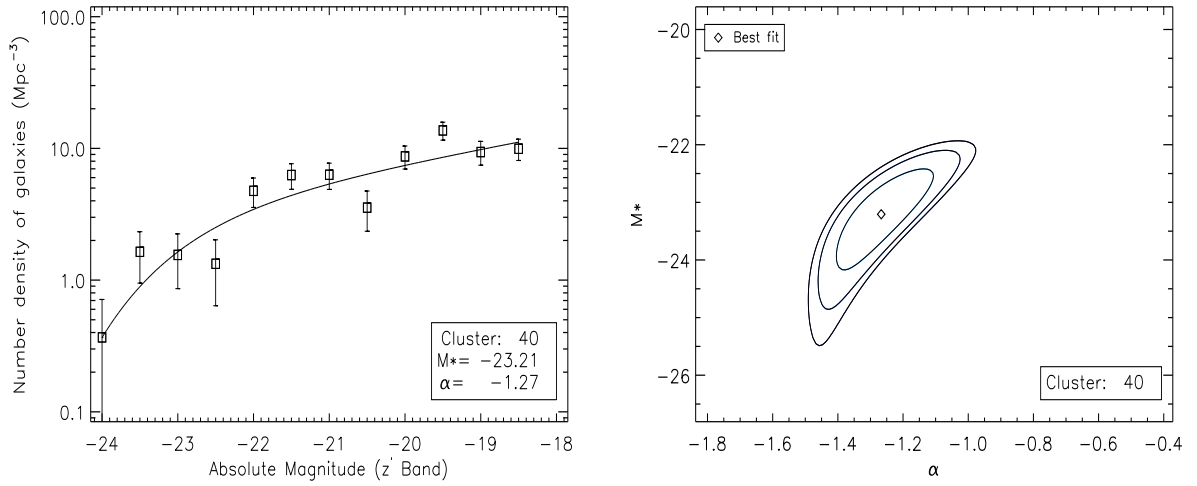 100.0
10.0
1.0
0.1
Number density of galaxies (Mpc⁻³)
Cluster: 40
M*= −23.21
α= −1.27
−24 −23 −22 −21 −20 −19 −18
Absolute Magnitude (z' Band)
−20
−22
−24
−26
M*
Best fit
Cluster: 40
−1.8 −1.6 −1.4 −1.2 −1.0 −0.8 −0.6 −0.4
α